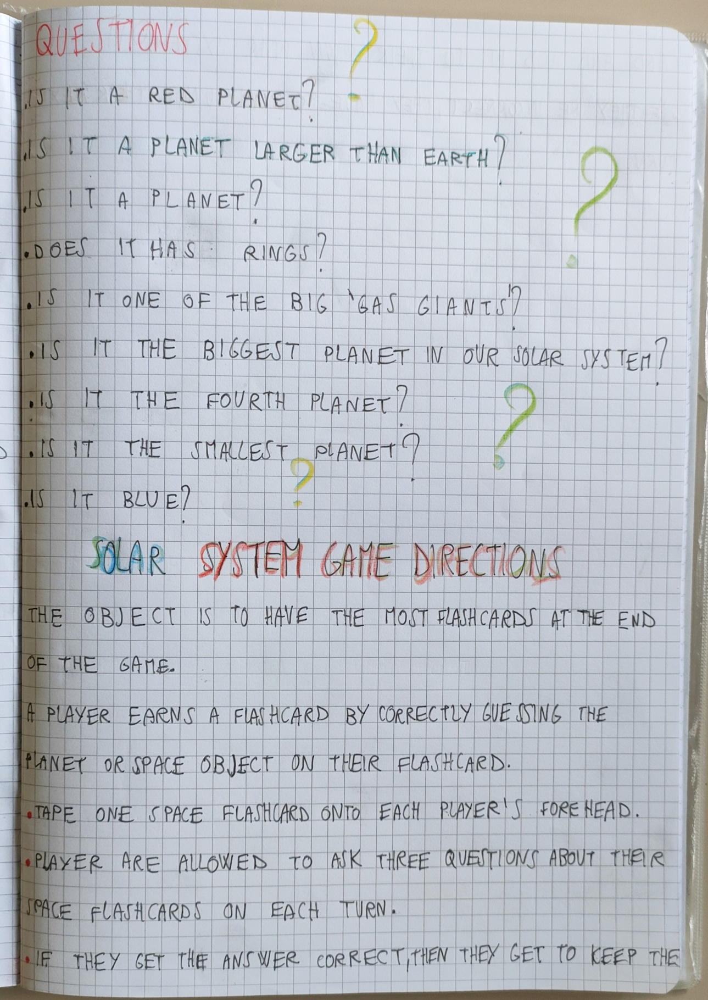 QUESTIONS
.IS IT A RED PLANET?
.IS IT A PLANET LARGER THAN EARTH?
.IS IT A PLANET?
.DOES IT HAS RINGS?
.IS IT ONE OF THE BIG 'GAS GIANTS'?
.IS IT THE BIGGEST PLANET IN OUR SOLAR SYSTEM?
.IS IT THE FOURTH PLANET?
.IS IT THE SMALLEST PLANET?
.IS IT BLUE?
SOLAR SYSTEM GAME DIRECTIONS
THE OBJECT IS TO HAVE THE MOST FLASHCARDS AT THE END
OF THE GAME.
A PLAYER EARNS A FLASHCARD BY CORRECTLY GUESSING THE
PLANET OR SPACE OBJECT ON THEIR FLASHCARD.
.TAPE ONE SPACE FLASHCARD ONTO EACH PLAYER'S FOREHEAD.
.PLAYER ARE ALLOWED TO ASK THREE QUESTIONS ABOUT THEIR
SPACE FLASHCARDS ON EACH TURN.
.IF THEY GET THE ANSWER CORRECT,THEN THEY GET TO KEEP THE